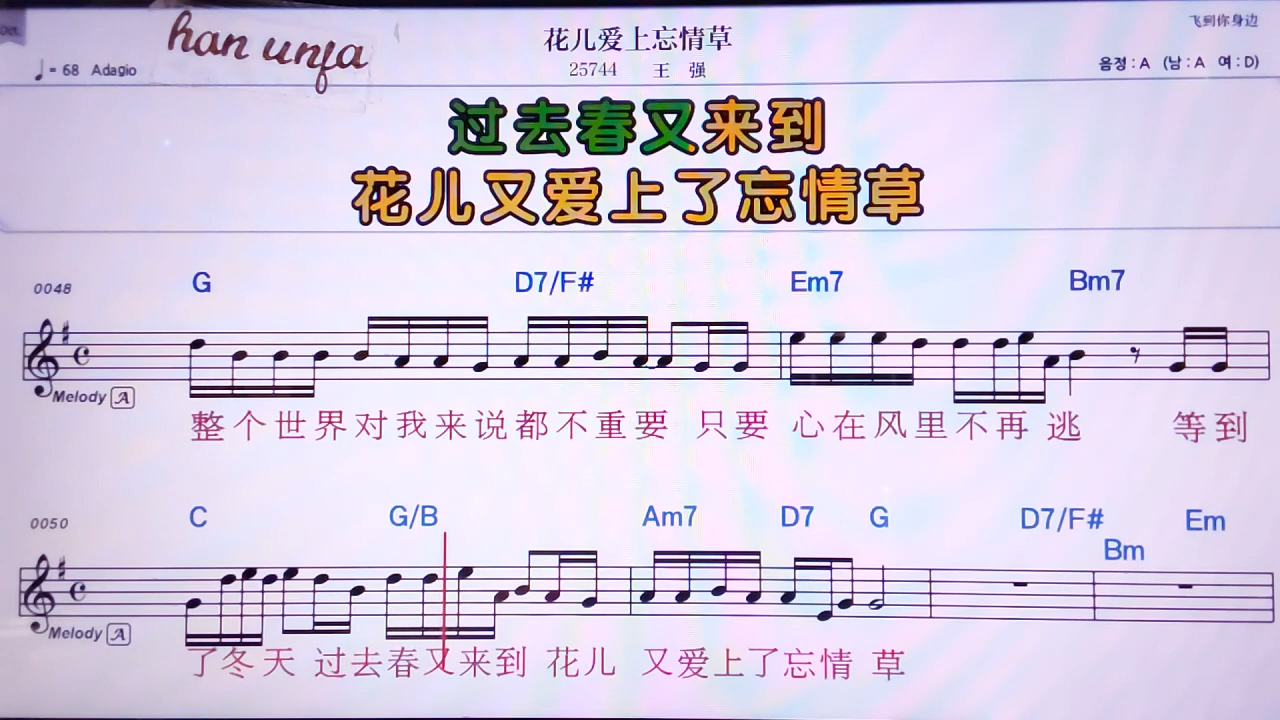 han unfa
花儿爱上忘情草
飞到你身边
♩= 68 Adagio
25744 王 强
음정 : A (남 : A 여 : D)
过去春又来到
花儿又爱上了忘情草
0048 G D7/F# Em7 Bm7
Melody A
整个世界对我来说都不重要 只要 心在风里不再 逃 等到
0050 C G/B Am7 D7 G D7/F# Em
Bm
Melody A
了冬天 过去春又来到 花儿 又爱上了忘情 草